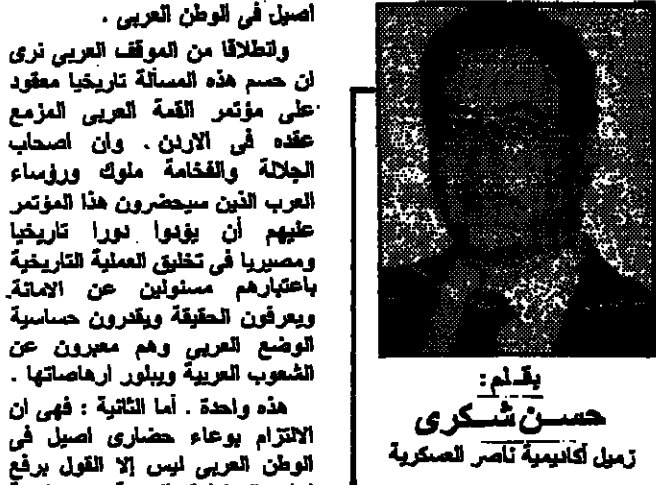 اصيل فى الوطن العربى .
وانطلاقا من الموقف العربي نرى
ان حسم هذه المسألة تاريخيا معقود
على مؤتمر القمة العربى المزمع
عقده فى الاردن . وان اصحاب
الجلالة والفخامة ملوك ورؤساء
العرب الذين سيحضرون هذا المؤتمر
عليهم أن يؤدوا دورا تاريخيا
ومصيريا فى تخليق العملية التاريخية
باعتبارهم مسئولين عن الامانة
ويعرفون الحقيقة ويقدرون حساسية
الوضع العربى وهم معبرون عن
الشعوب العربية ويبلور ارهاصاتها .
هذه واحدة . أما الثانية : فهى ان
الالتزام بوعاء حضارى اصيل فى
الوطن العربى ليس إلا القول برفع
بقلم :
حسن شكرى
زميل أكاديمية ناصر العسكرية